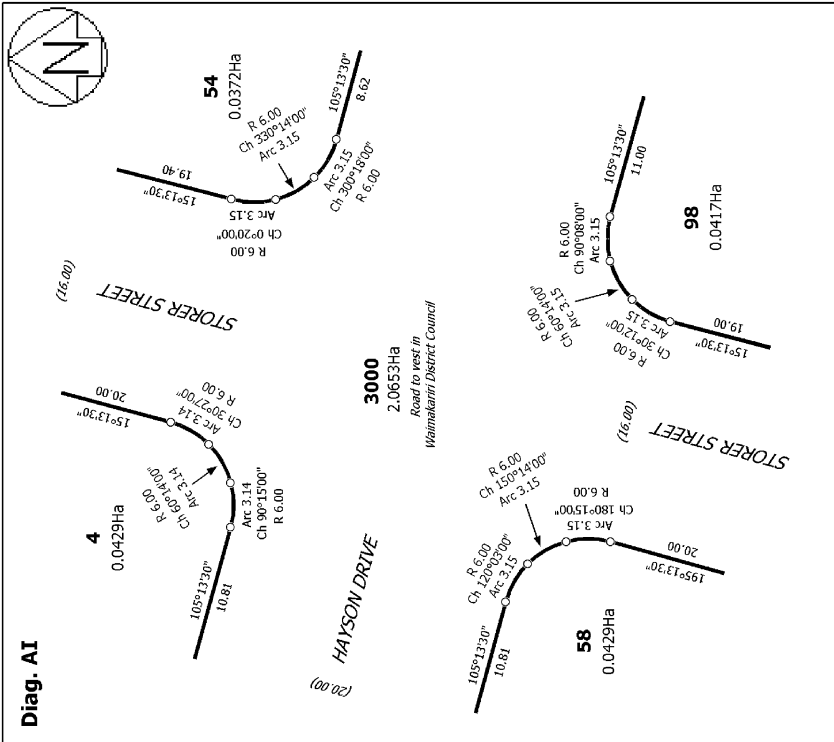 Diag. AI
N
54
0.0372Ha
19.40
15°13'30"
R 6.00
Ch 0°20'00"
Arc 3.15
R 6.00
Ch 330°14'00"
Arc 3.15
Arc 3.15
Ch 300°18'00"
R 6.00
105°13'30"
8.62
(16.00)
STORER STREET
4
0.0429Ha
20.00
15°13'30"
Arc 3.14
Ch 30°27'00"
R 6.00
R 6.00
Ch 60°14'00"
Arc 3.14
Arc 3.14
Ch 90°15'00"
R 6.00
105°13'30"
10.81
3000
2.0653Ha
Road to vest in
Waimakariri District Council
HAYSON DRIVE
(20.00)
98
0.0417Ha
105°13'30"
11.00
R 6.00
Ch 90°08'00"
Arc 3.15
R 6.00
Ch 60°14'00"
Arc 3.15
Arc 3.15
Ch 30°12'00"
R 6.00
19.00
15°13'30"
(16.00)
STORER STREET
58
0.0429Ha
105°13'30"
10.81
R 6.00
Ch 120°03'00"
Arc 3.15
R 6.00
Ch 150°14'00"
Arc 3.15
R 6.00
Ch 180°15'00"
Arc 3.15
20.00
195°13'30"